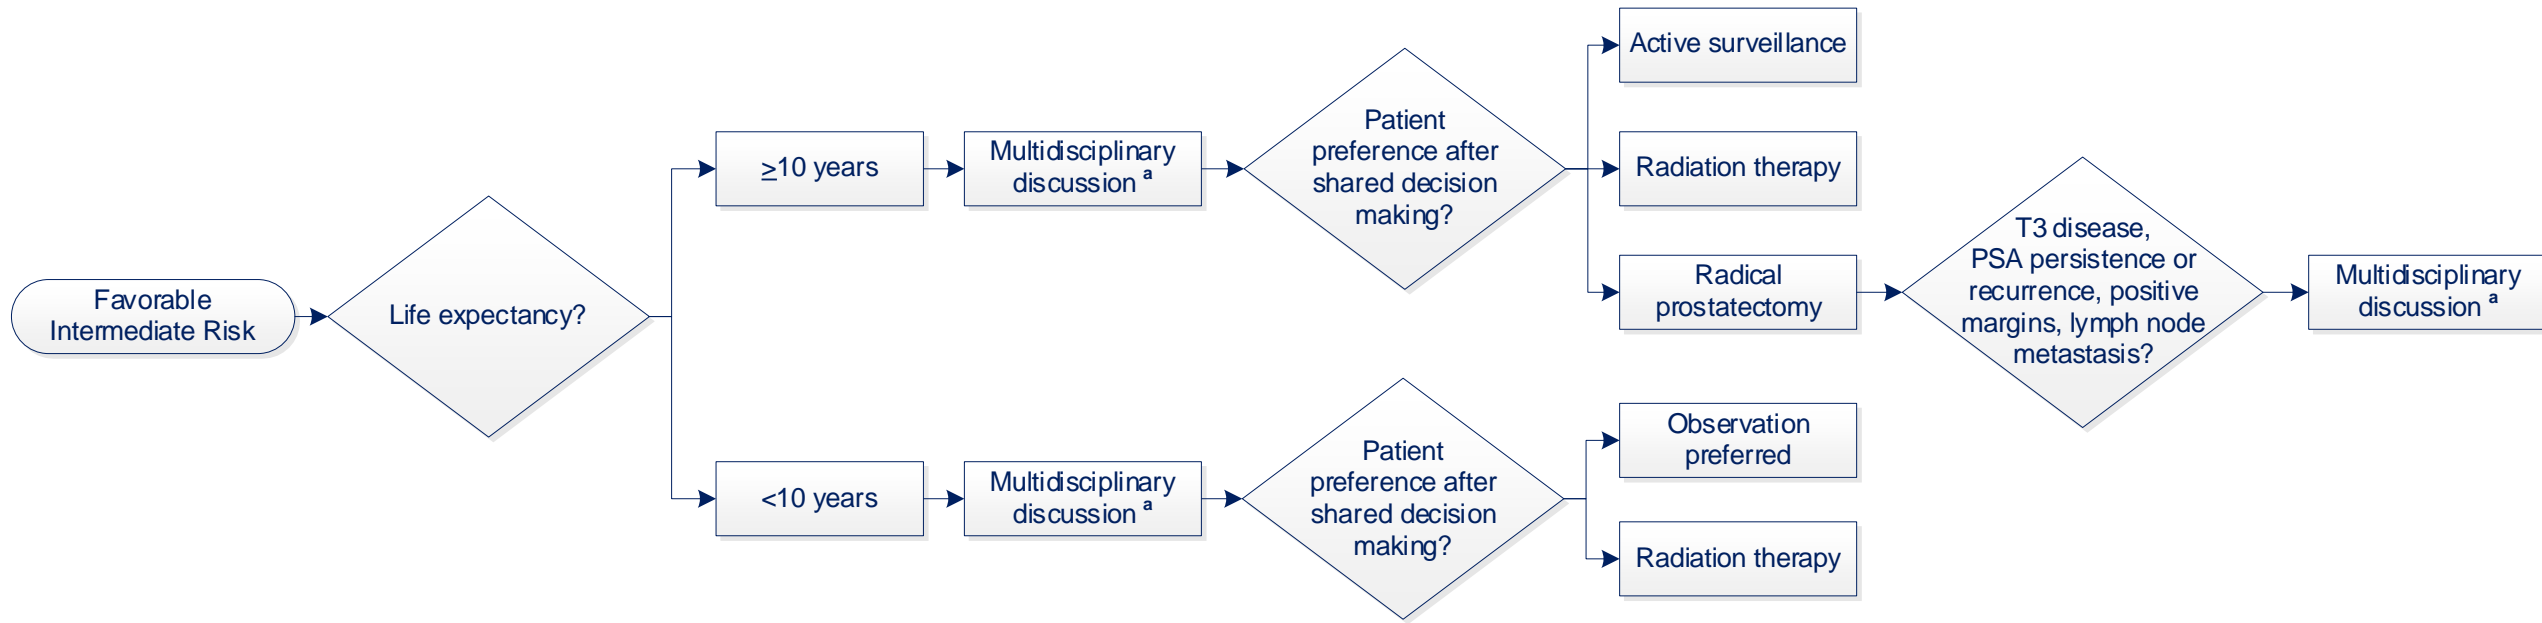 Favorable
Intermediate Risk
Life expectancy?
≥10 years
Multidisciplinary
discussion ᵃ
Patient
preference after
shared decision
making?
Active surveillance
Radiation therapy
Radical
prostatectomy
T3 disease,
PSA persistence or
recurrence, positive
margins, lymph node
metastasis?
Multidisciplinary
discussion ᵃ
<10 years
Multidisciplinary
discussion ᵃ
Patient
preference after
shared decision
making?
Observation
preferred
Radiation therapy